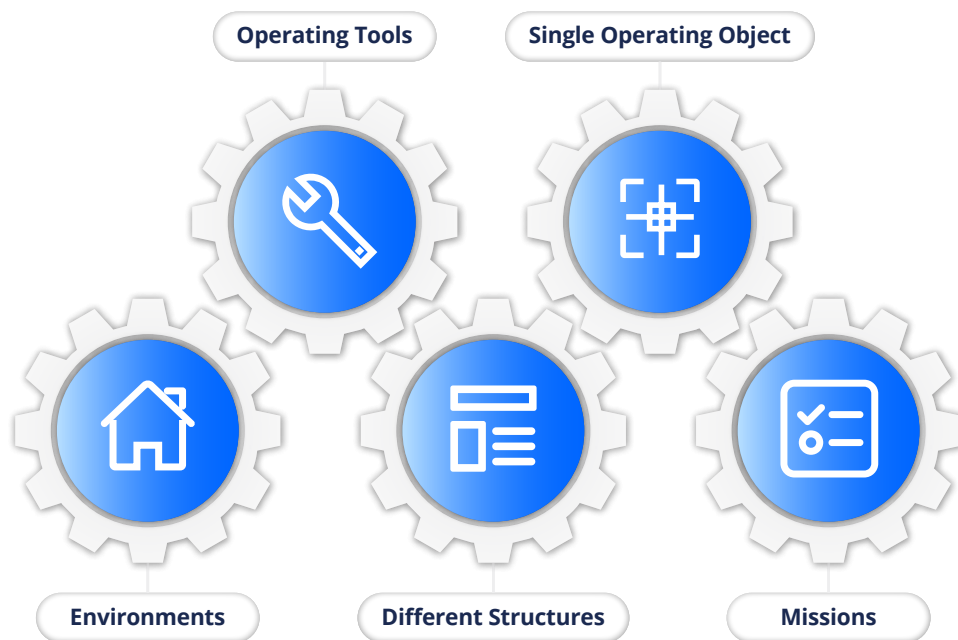 Operating Tools
Single Operating Object
Environments
Different Structures
Missions